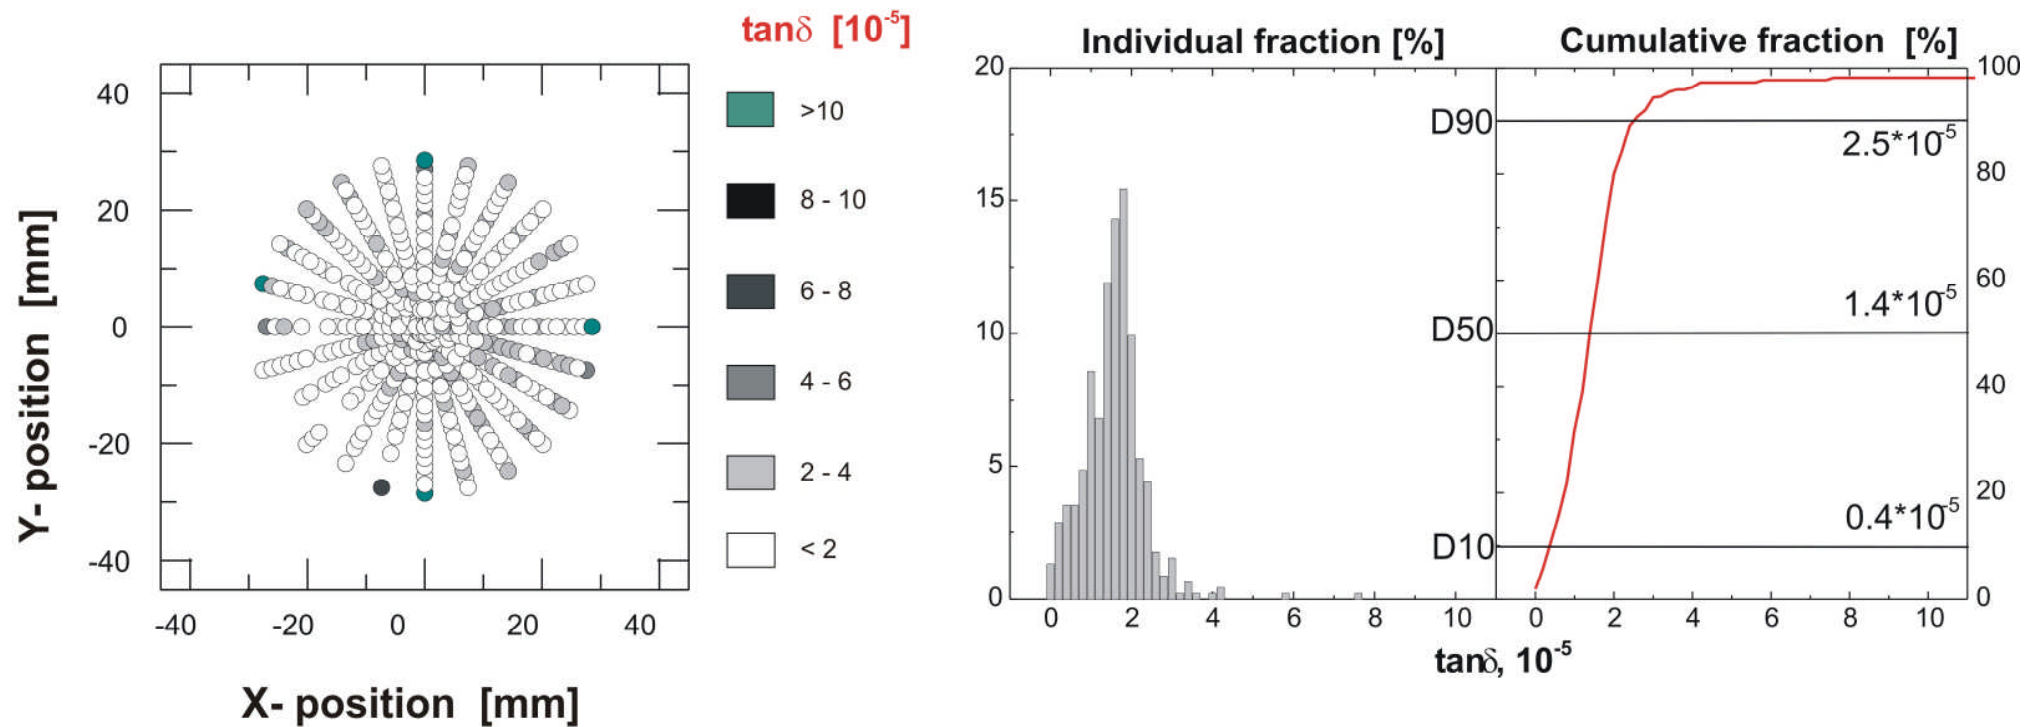 tanδ [10⁻⁵]
>10
8 - 10
6 - 8
4 - 6
2 - 4
< 2
40
20
0
-20
-40
-40
-20
0
20
40
Y- position [mm]
X- position [mm]
Individual fraction [%]
20
15
10
5
0
0
2
4
6
8
10
Cumulative fraction [%]
D90
2.5*10⁻⁵
D50
1.4*10⁻⁵
D10
0.4*10⁻⁵
100
80
60
40
20
0
0
2
4
6
8
10
tanδ, 10⁻⁵